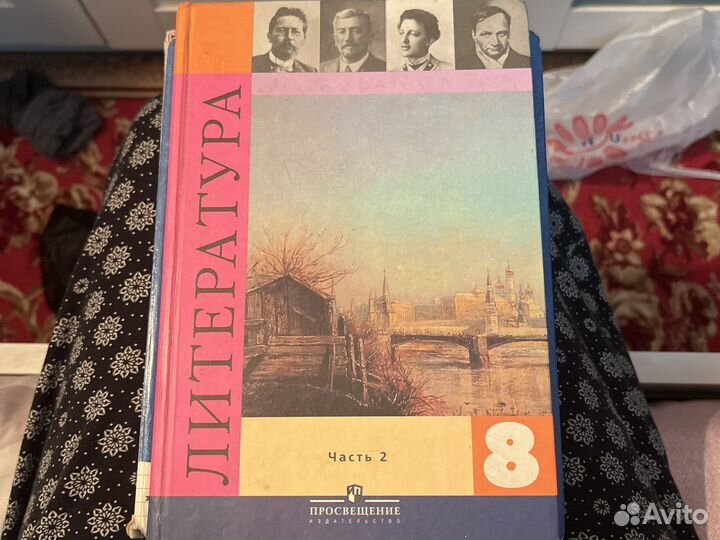 ЛИТЕРАТУРА
Часть 2
8
ПРОСВЕЩЕНИЕ
ИЗДАТЕЛЬСТВО
Avito